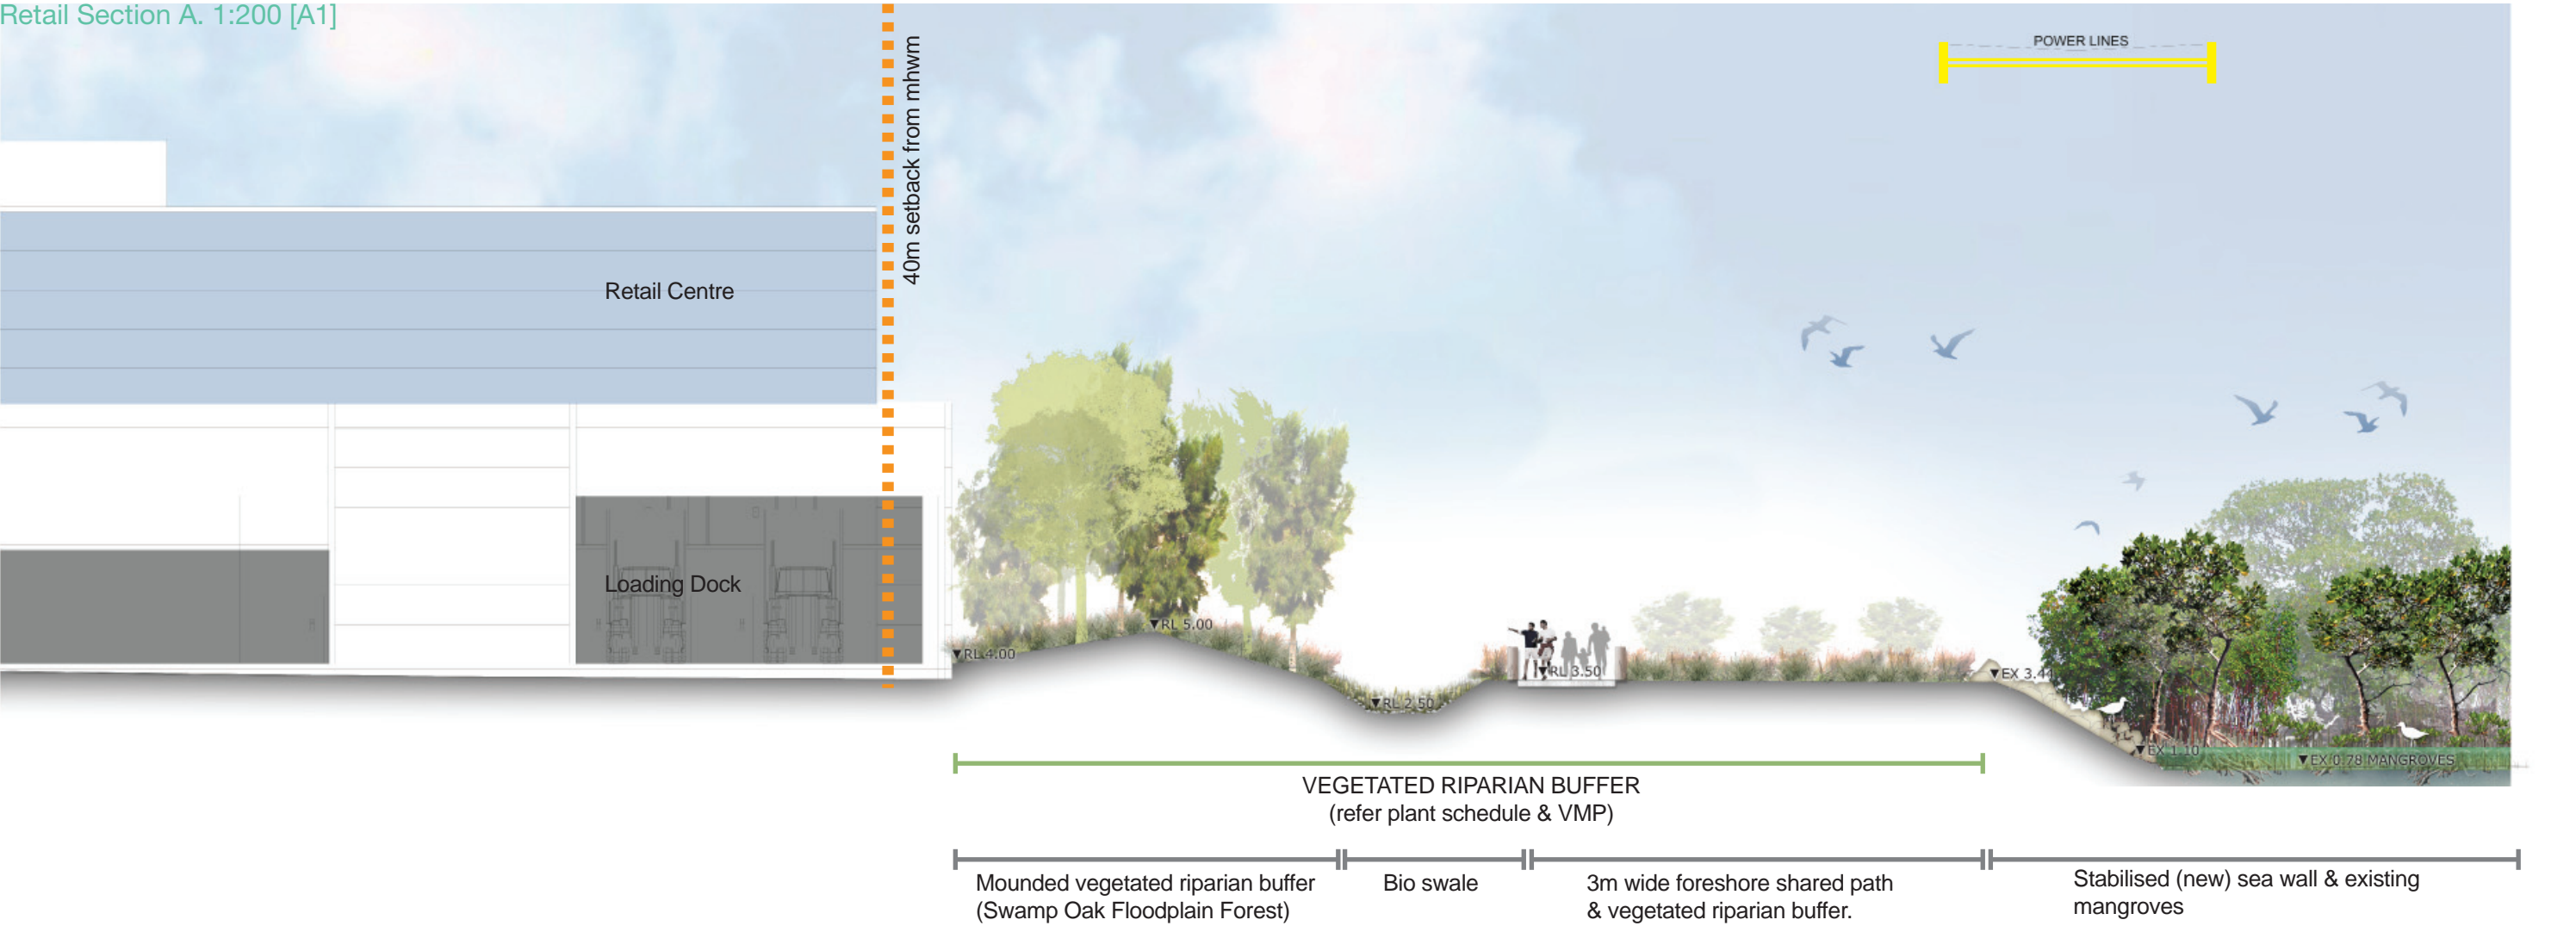 Retail Section A. 1:200 [A1]
40m setback from mhwm
POWER LINES
Retail Centre
Loading Dock
▼RL 5.00
▼RL 4.00
▼RL 3.50
▼EX 3.4
▼RL 2.50
▼EX 1.10
▼EX 0.78 MANGROVES
VEGETATED RIPARIAN BUFFER
(refer plant schedule & VMP)
Mounded vegetated riparian buffer
(Swamp Oak Floodplain Forest)
Bio swale
3m wide foreshore shared path
& vegetated riparian buffer.
Stabilised (new) sea wall & existing
mangroves